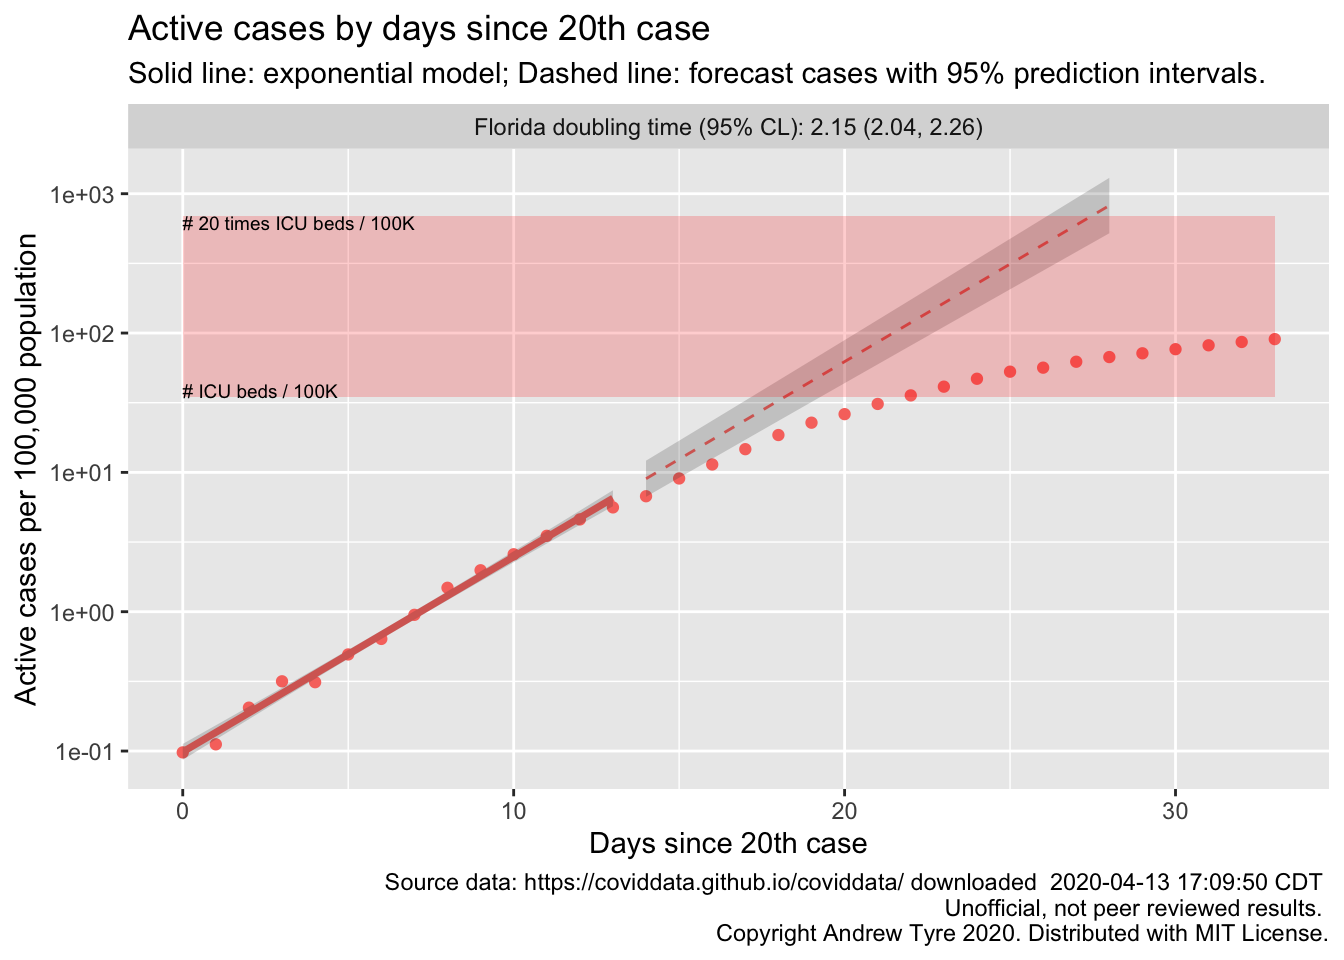 Active cases by days since 20th case
Solid line: exponential model; Dashed line: forecast cases with 95% prediction intervals.
Florida doubling time (95% CL): 2.15 (2.04, 2.26)
Active cases per 100,000 population
1e+03
1e+02
1e+01
1e+00
1e-01
# 20 times ICU beds / 100K
# ICU beds / 100K
0 10 20 30
Days since 20th case
Source data: https://coviddata.github.io/coviddata/ downloaded  2020-04-13 17:09:50 CDT
Unofficial, not peer reviewed results.
Copyright Andrew Tyre 2020. Distributed with MIT License.